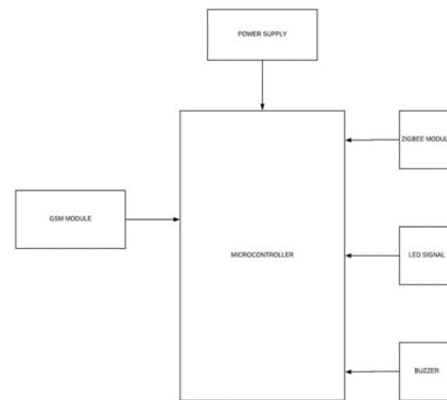 POWER SUPPLY
ZIGBEE MODUL
GSM MODULE
MICROCONTROLLER
LED SIGNAL
BUZZER